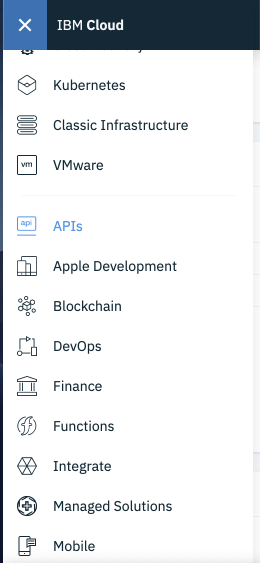 IBM Cloud
Kubernetes
Classic Infrastructure
vm VMware
api APIs
Apple Development
Blockchain
DevOps
Finance
Functions
Integrate
Managed Solutions
Mobile